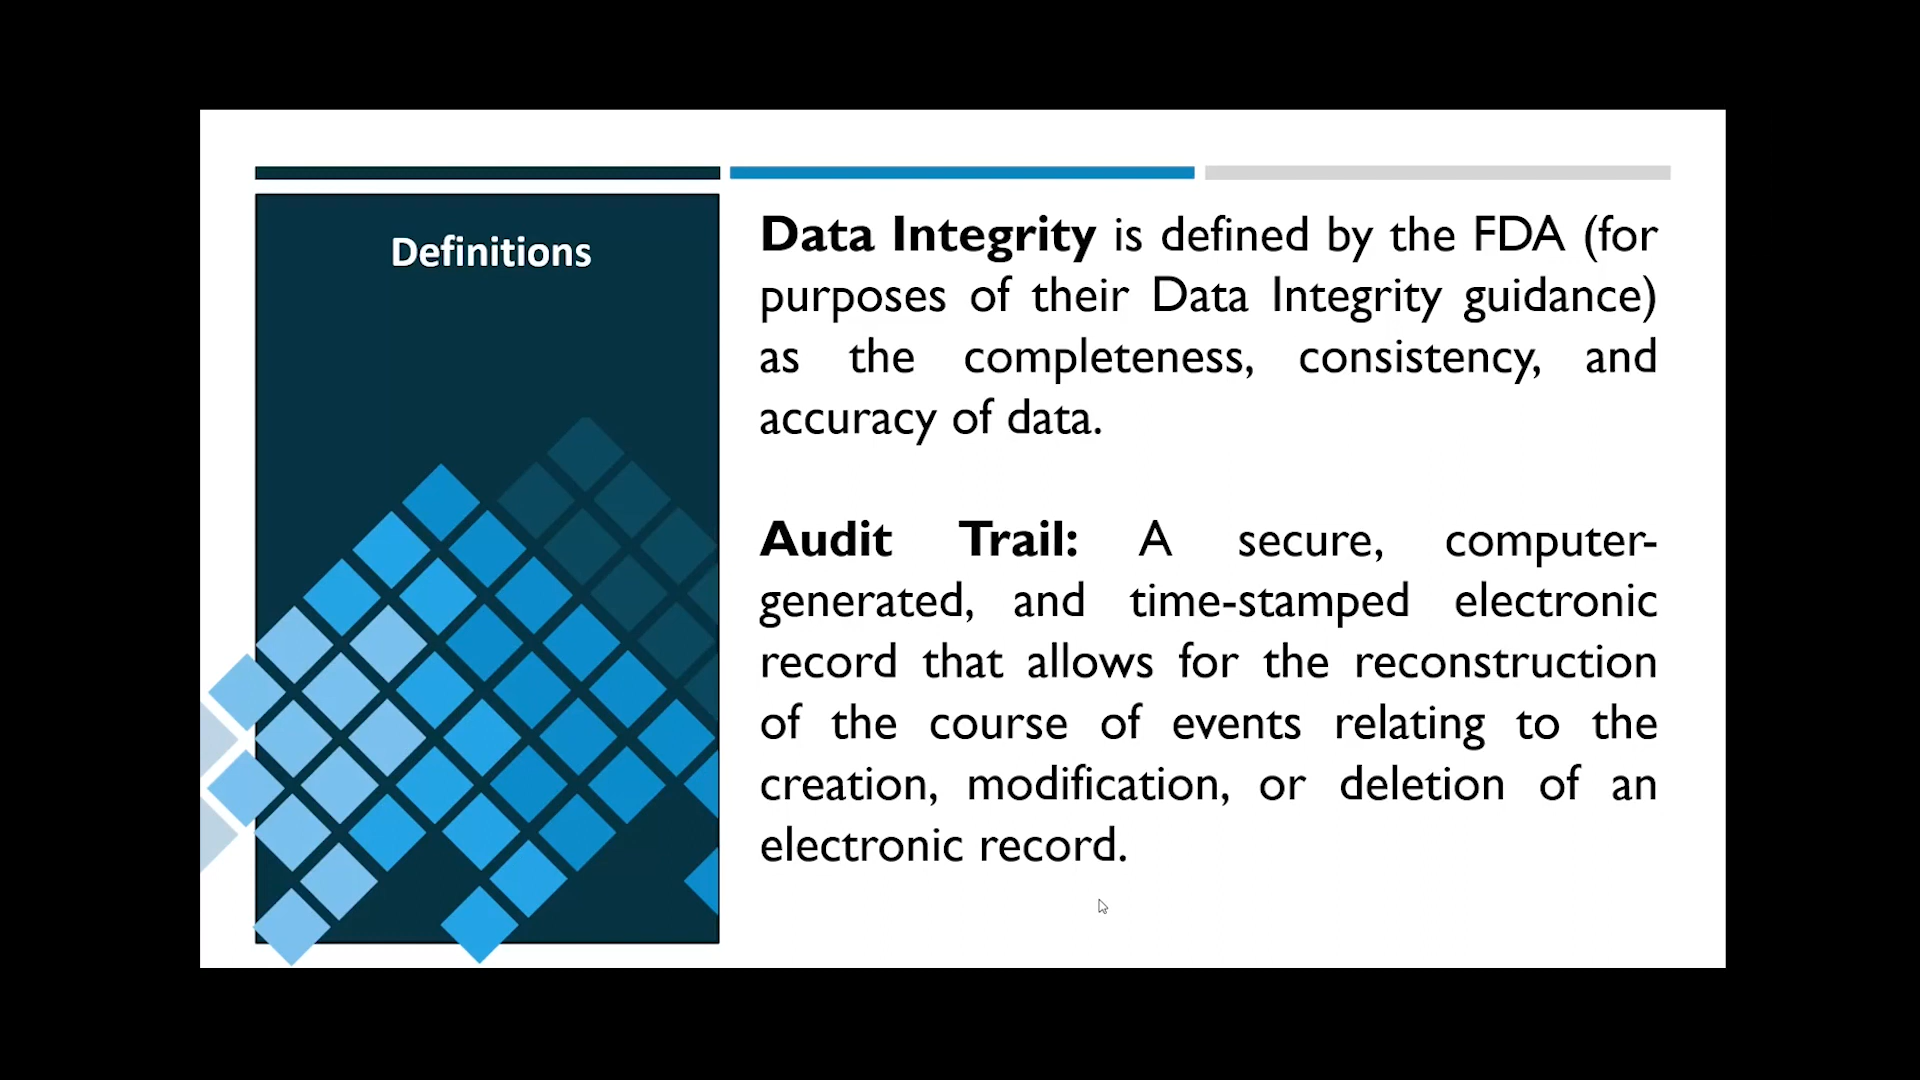 Definitions
Data Integrity is defined by the FDA (for
purposes of their Data Integrity guidance)
as the completeness, consistency, and
accuracy of data.
Audit Trail: A secure, computer-
generated, and time-stamped electronic
record that allows for the reconstruction
of the course of events relating to the
creation, modification, or deletion of an
electronic record.